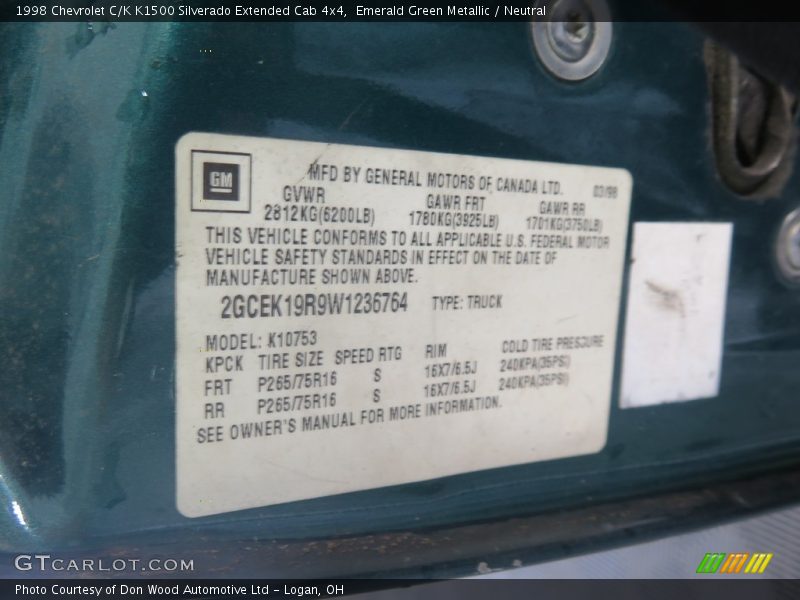 1998 Chevrolet C/K K1500 Silverado Extended Cab 4x4, Emerald Green Metallic / Neutral
GM
MFD BY GENERAL MOTORS OF CANADA LTD. 03/98
GVWR GAWR FRT GAWR RR
2812KG(6200LB) 1780KG(3925LB) 1701KG(3750LB)
THIS VEHICLE CONFORMS TO ALL APPLICABLE U.S. FEDERAL MOTOR
VEHICLE SAFETY STANDARDS IN EFFECT ON THE DATE OF
MANUFACTURE SHOWN ABOVE.
2GCEK19R9W1236764 TYPE: TRUCK
MODEL: K10753
KPCK TIRE SIZE SPEED RTG RIM COLD TIRE PRESSURE
FRT P265/75R16 S 16X7/6.5J 240KPA(35PSI)
RR P265/75R16 S 16X7/6.5J 240KPA(35PSI)
SEE OWNER'S MANUAL FOR MORE INFORMATION.
GTCARLOT.COM
Photo Courtesy of Don Wood Automotive Ltd - Logan, OH